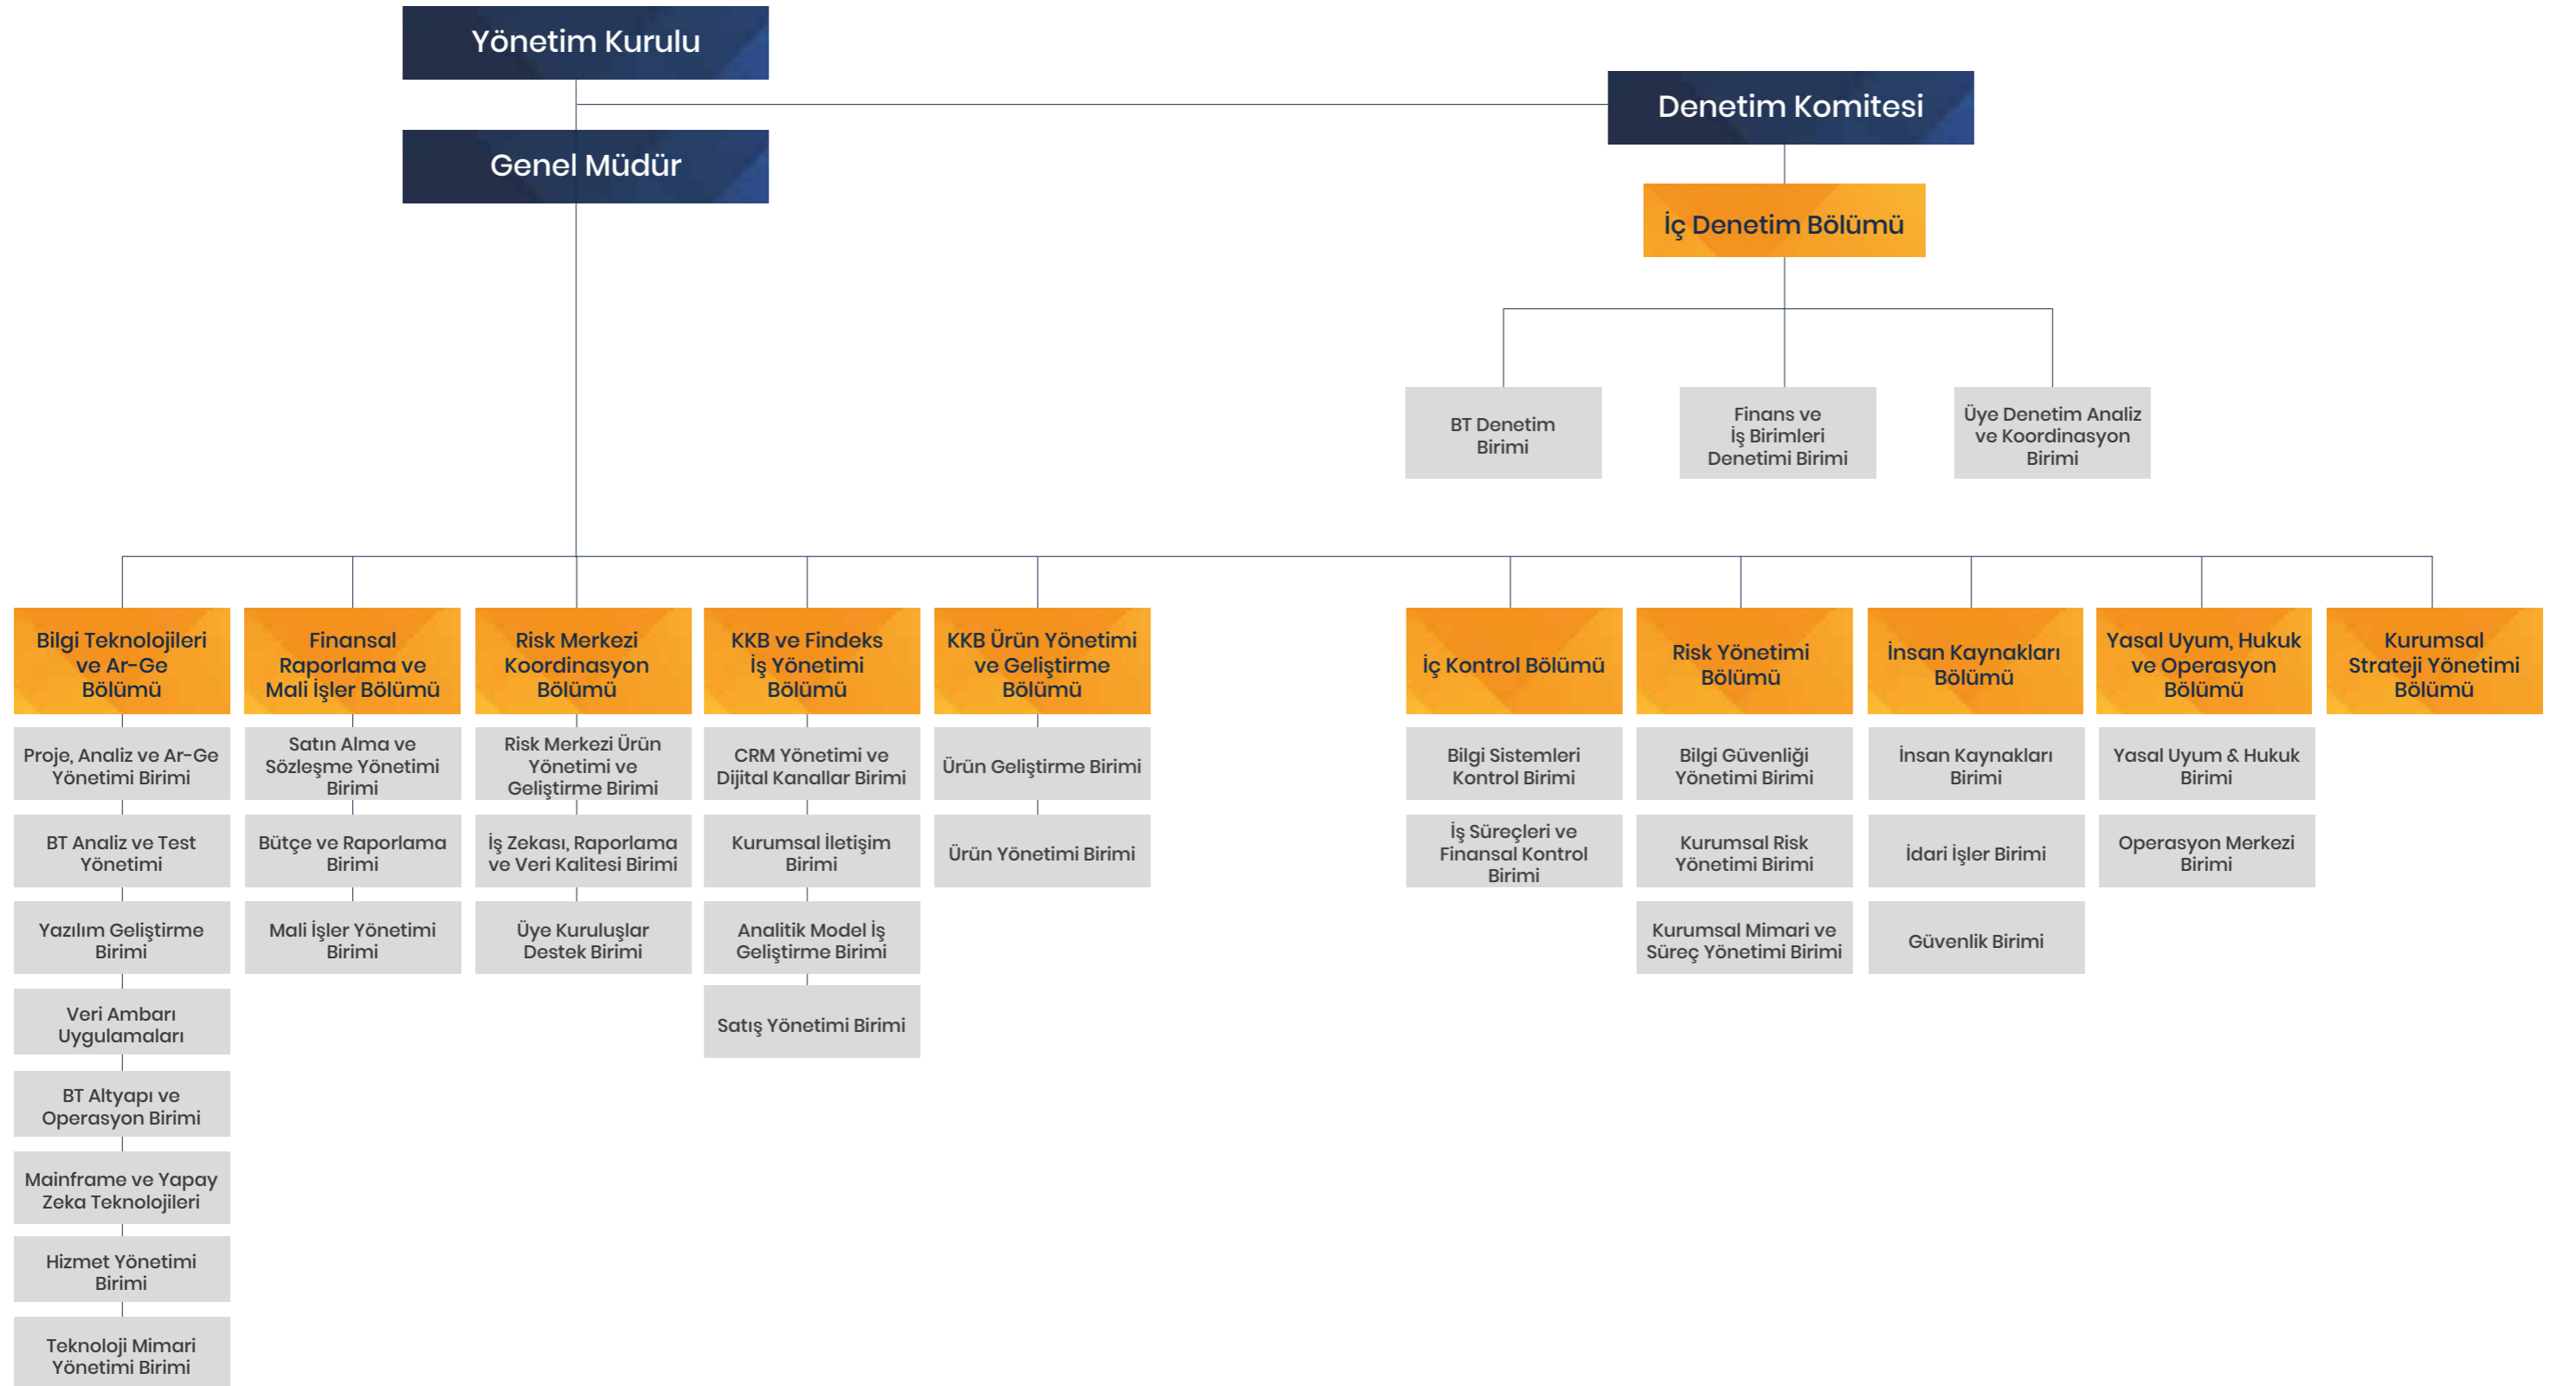 Yönetim Kurulu
Denetim Komitesi
Genel Müdür
İç Denetim Bölümü
BT Denetim
Birimi
Finans ve
İş Birimleri
Denetimi Birimi
Üye Denetim Analiz
ve Koordinasyon
Birimi
Bilgi Teknolojileri
ve Ar-Ge
Bölümü
Proje, Analiz ve Ar-Ge
Yönetimi Birimi
BT Analiz ve Test
Yönetimi
Yazılım Geliştirme
Birimi
Veri Ambarı
Uygulamaları
BT Altyapı ve
Operasyon Birimi
Mainframe ve Yapay
Zeka Teknolojileri
Hizmet Yönetimi
Birimi
Teknoloji Mimari
Yönetimi Birimi
Finansal
Raporlama ve
Mali İşler Bölümü
Satın Alma ve
Sözleşme Yönetimi
Birimi
Bütçe ve Raporlama
Birimi
Mali İşler Yönetimi
Birimi
Risk Merkezi
Koordinasyon
Bölümü
Risk Merkezi Ürün
Yönetimi ve
Geliştirme Birimi
İş Zekası, Raporlama
ve Veri Kalitesi Birimi
Üye Kuruluşlar
Destek Birimi
KKB ve Findeks
İş Yönetimi
Bölümü
CRM Yönetimi ve
Dijital Kanallar Birimi
Kurumsal İletişim
Birimi
Analitik Model İş
Geliştirme Birimi
Satış Yönetimi Birimi
KKB Ürün Yönetimi
ve Geliştirme
Bölümü
Ürün Geliştirme Birimi
Ürün Yönetimi Birimi
İç Kontrol Bölümü
Bilgi Sistemleri
Kontrol Birimi
İş Süreçleri ve
Finansal Kontrol
Birimi
Risk Yönetimi
Bölümü
Bilgi Güvenliği
Yönetimi Birimi
Kurumsal Risk
Yönetimi Birimi
Kurumsal Mimari ve
Süreç Yönetimi Birimi
İnsan Kaynakları
Bölümü
İnsan Kaynakları
Birimi
İdari İşler Birimi
Güvenlik Birimi
Yasal Uyum, Hukuk
ve Operasyon
Bölümü
Yasal Uyum & Hukuk
Birimi
Operasyon Merkezi
Birimi
Kurumsal
Strateji Yönetimi
Bölümü